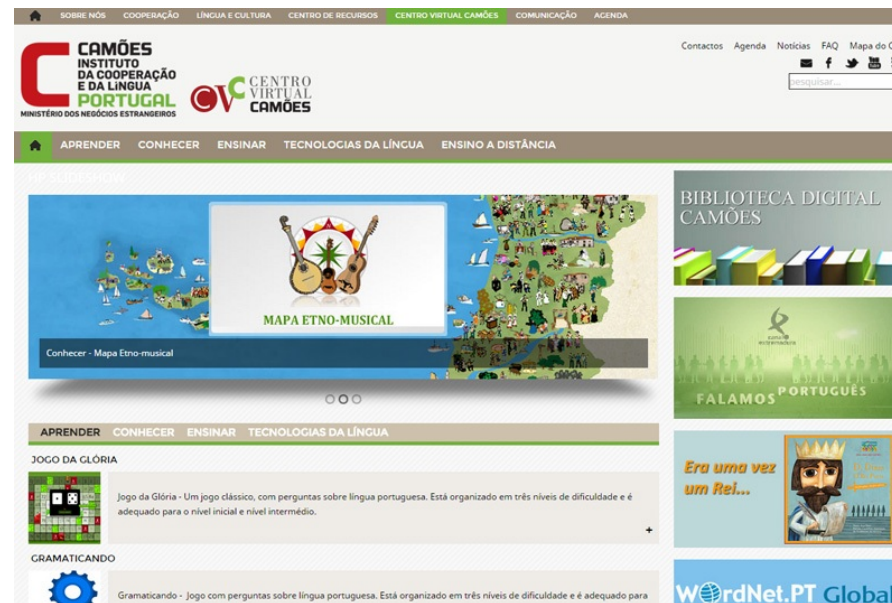 SOBRE NÓS COOPERAÇÃO LÍNGUA E CULTURA CENTRO DE RECURSOS CENTRO VIRTUAL CAMÕES COMUNICAÇÃO AGENDA
CAMÕES
INSTITUTO
DA COOPERAÇÃO
E DA LÍNGUA
PORTUGAL
MINISTÉRIO DOS NEGÓCIOS ESTRANGEIROS
CVC CENTRO
VIRTUAL
CAMÕES
Contactos Agenda Notícias FAQ Mapa do
pesquisar...
APRENDER CONHECER ENSINAR TECNOLOGIAS DA LÍNGUA ENSINO A DISTÂNCIA
HP SLIDESHOW
MAPA ETNO-MUSICAL
Conhecer - Mapa Etno-musical
BIBLIOTECA DIGITAL
CAMÕES
FALAMOS PORTUGUÊS
Era uma vez
um Rei...
WordNet.PT Global
APRENDER CONHECER ENSINAR TECNOLOGIAS DA LÍNGUA
JOGO DA GLÓRIA
Jogo da Glória - Um jogo clássico, com perguntas sobre língua portuguesa. Está organizado em três níveis de dificuldade e é
adequado para o nível inicial e nível intermédio.
+
GRAMATICANDO
Gramaticando - Jogo com perguntas sobre língua portuguesa. Está organizado em três níveis de dificuldade e é adequado para